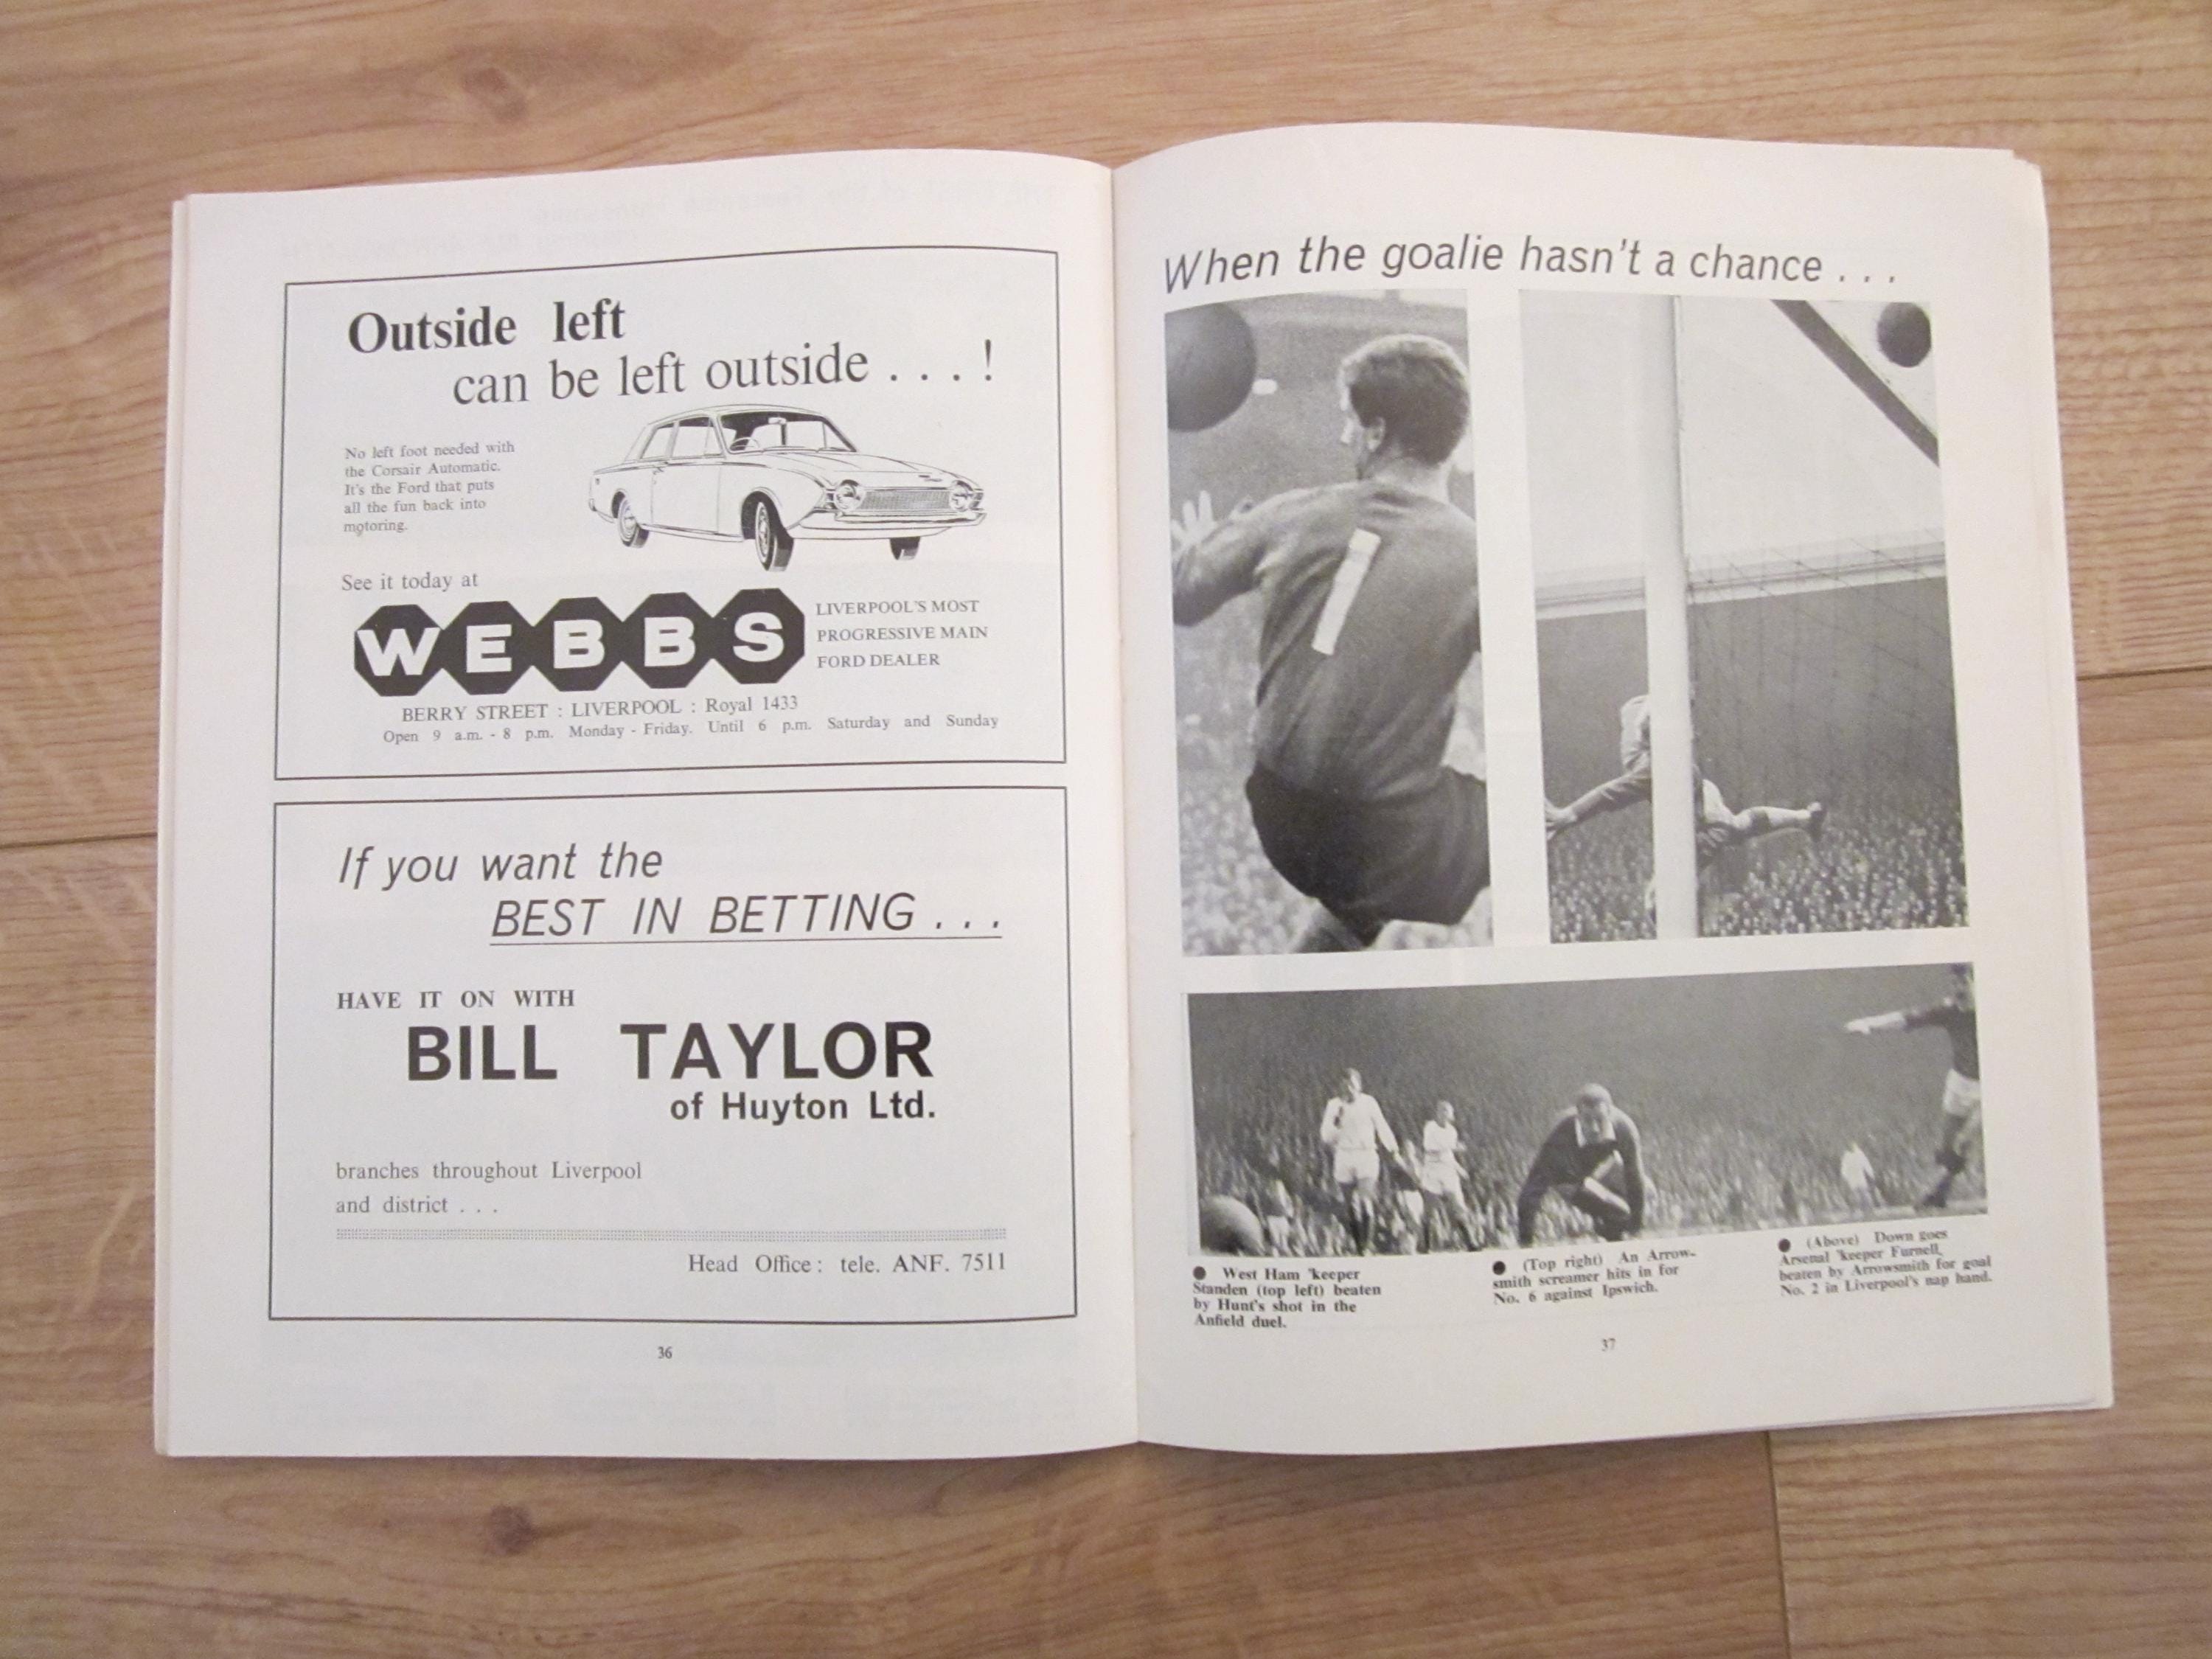 Outside left
can be left outside . . . !
No left foot needed with
the Corsair Automatic.
It's the Ford that puts
all the fun back into
motoring.
See it today at
WEBBS
LIVERPOOL'S MOST
PROGRESSIVE MAIN
FORD DEALER
BERRY STREET : LIVERPOOL : Royal 1433
Open 9 a.m. - 8 p.m. Monday - Friday. Until 6 p.m. Saturday and Sunday
If you want the
BEST IN BETTING . . .
HAVE IT ON WITH
BILL TAYLOR
of Huyton Ltd.
branches throughout Liverpool
and district . . .
Head Office : tele. ANF. 7511
36
When the goalie hasn't a chance . . .
1
● West Ham 'keeper
Standen (top left) beaten
by Hunt's shot in the
Anfield duel.
● (Top right) An Arrow-
smith screamer hits in for
No. 6 against Ipswich.
● (Above) Down goes
Arsenal 'keeper Furnell,
beaten by Arrowsmith for goal
No. 2 in Liverpool's nap hand.
37